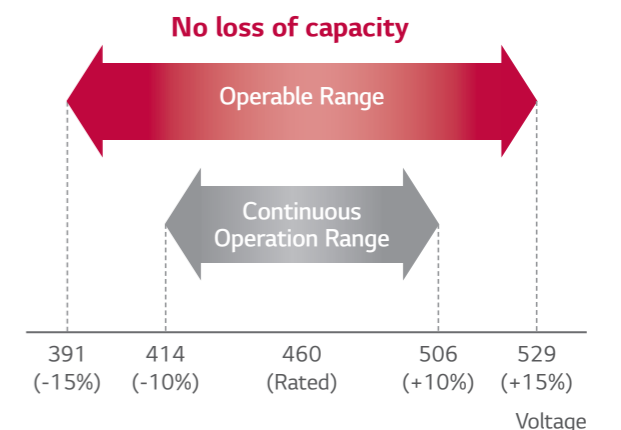 No loss of capacity
Operable Range
Continuous
Operation Range
391 414 460 506 529
(-15%) (-10%) (Rated) (+10%) (+15%)
Voltage